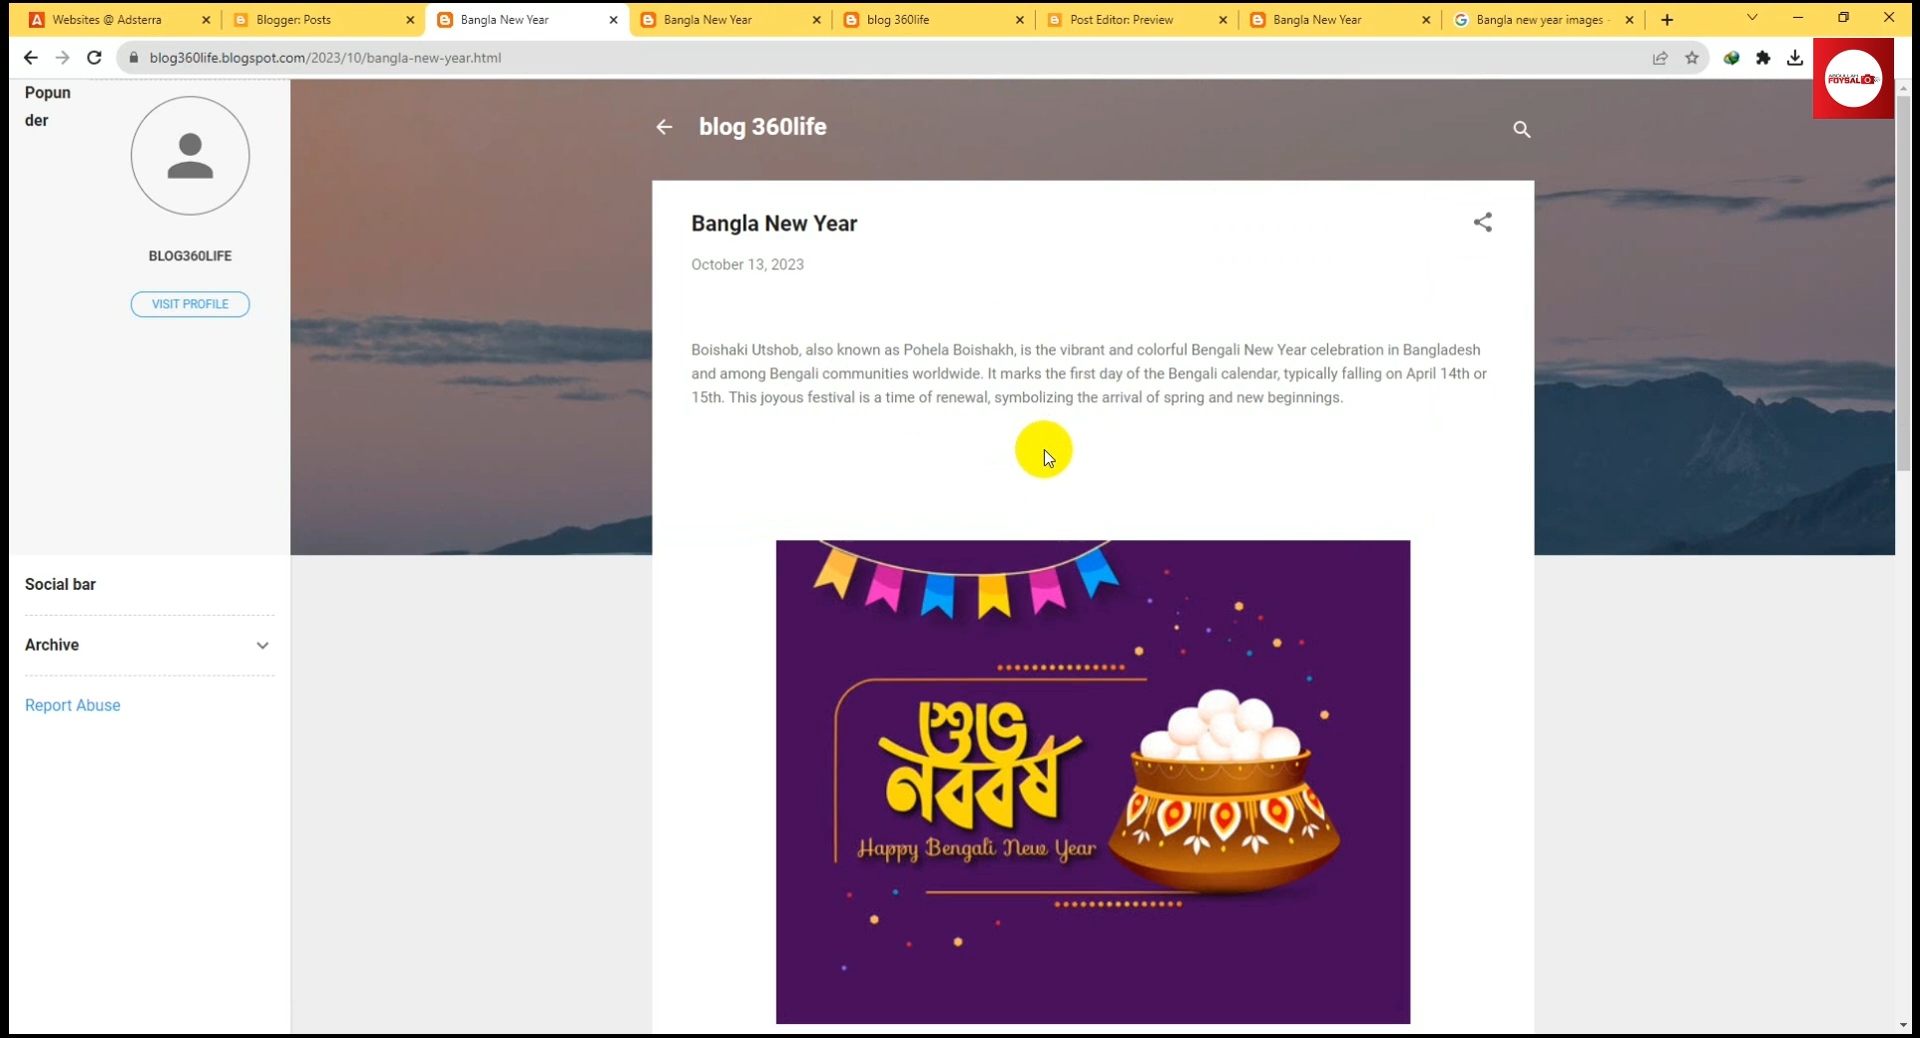 Websites @ Adsterra
Blogger: Posts
Bangla New Year
Bangla New Year
blog 360life
Post Editor: Preview
Bangla New Year
Bangla new year images -
blog360life.blogspot.com/2023/10/bangla-new-year.html
FOYSAL
Popun
der
BLOG360LIFE
VISIT PROFILE
Social bar
Archive
Report Abuse
blog 360life
Bangla New Year
October 13, 2023
Boishaki Utshob, also known as Pohela Boishakh, is the vibrant and colorful Bengali New Year celebration in Bangladesh
and among Bengali communities worldwide. It marks the first day of the Bengali calendar, typically falling on April 14th or
15th. This joyous festival is a time of renewal, symbolizing the arrival of spring and new beginnings.
শুভ
নববর্ষ
Happy Bengali New Year